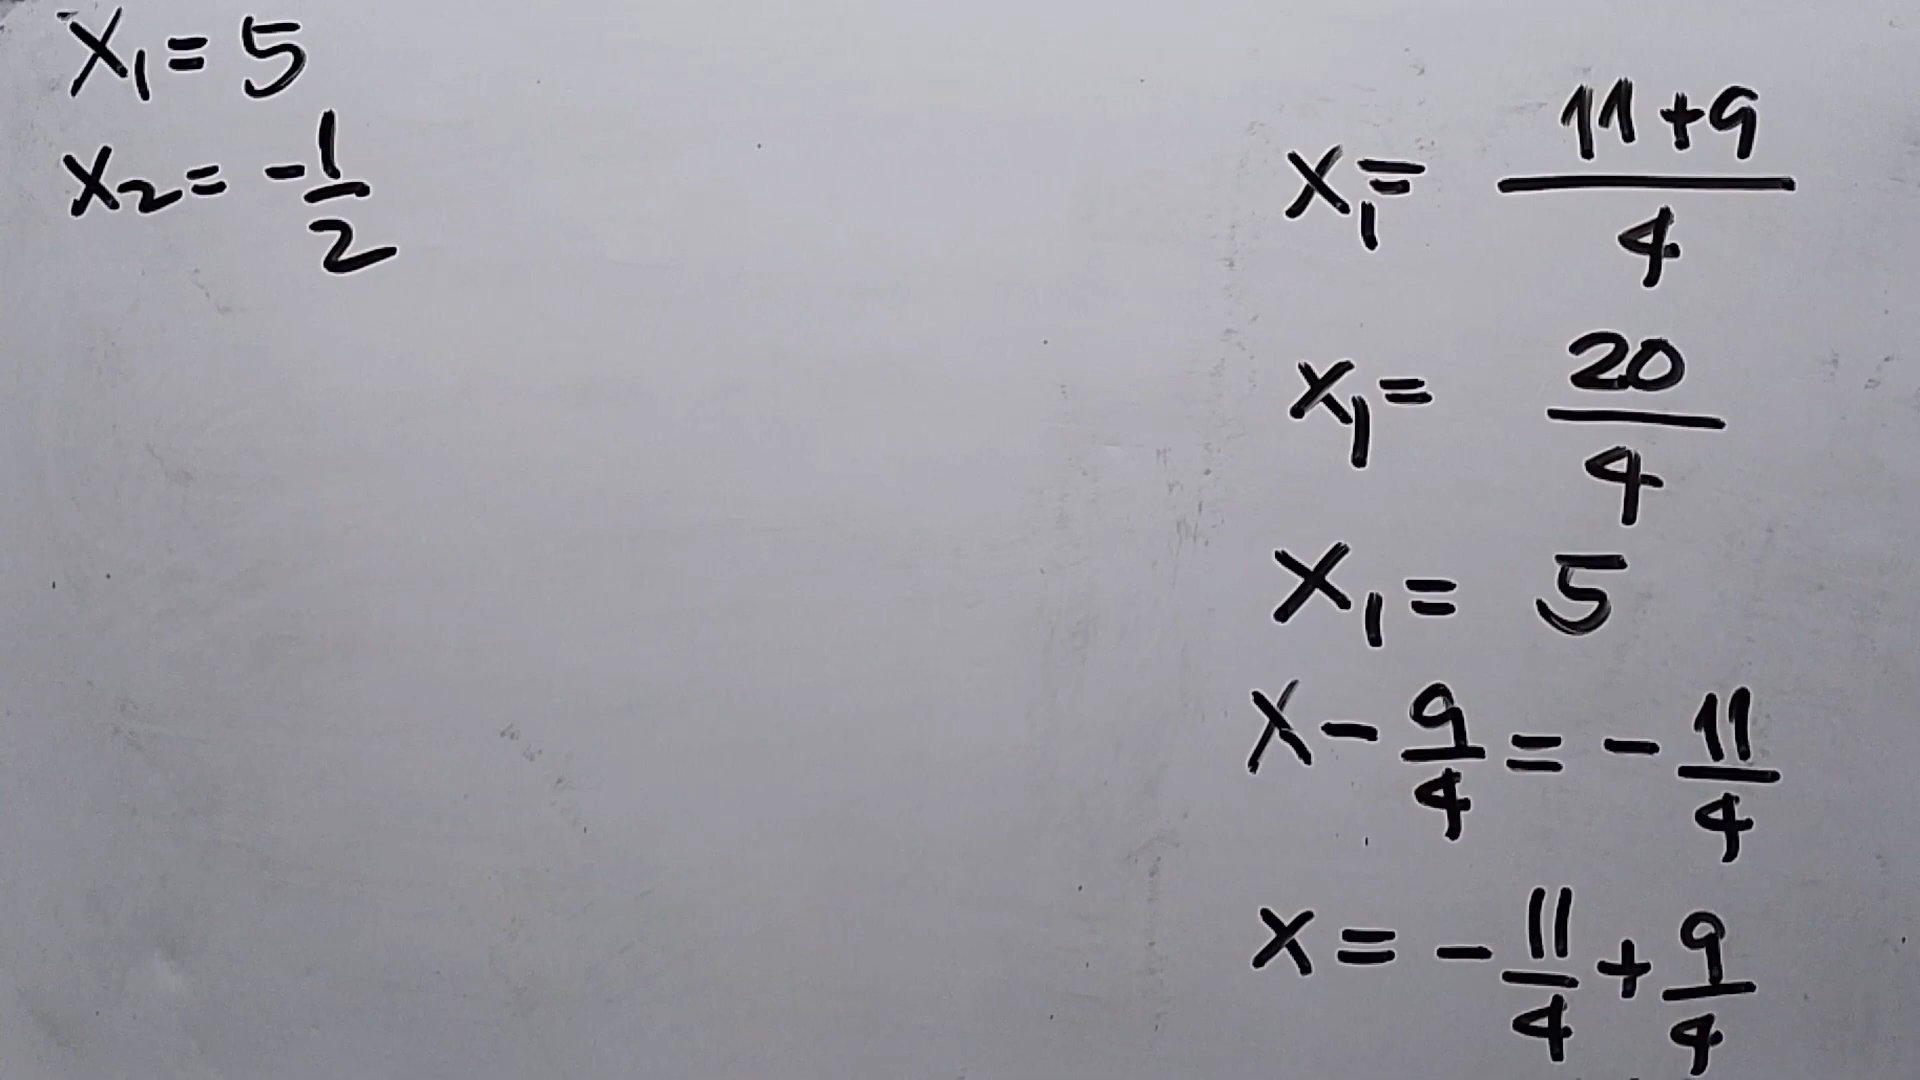 x₁ = 5
x₂ = -1/2
x₁ = (11+9)/4
x₁ = 20/4
x₁ = 5
x - 9/4 = - 11/4
x = - 11/4 + 9/4